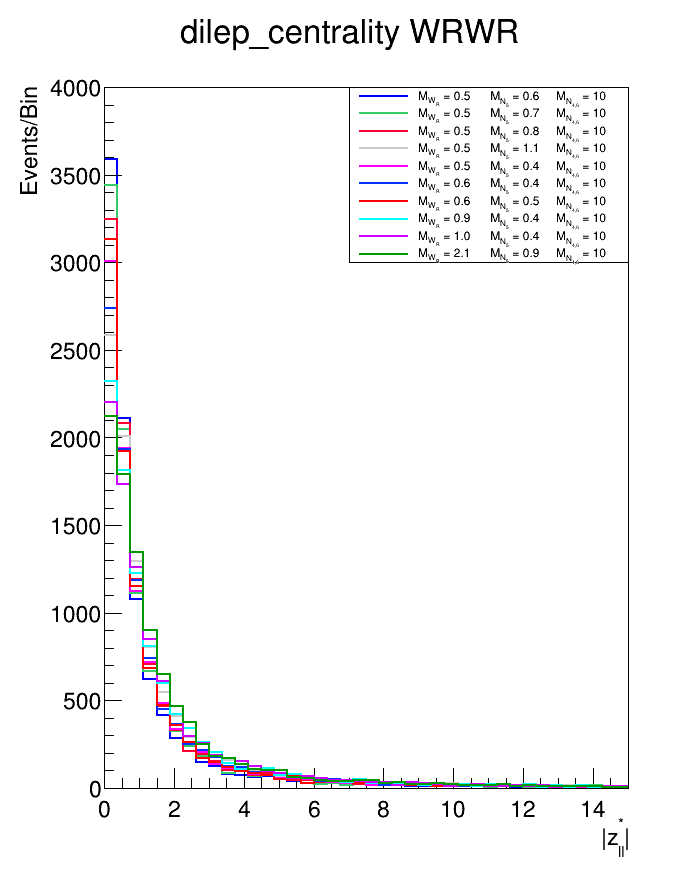 dilep_centrality WRWR
Events/Bin
4000
3500
3000
2500
2000
1500
1000
500
0
M_{W_R} = 0.5 M_{N_5} = 0.6 M_{N_{4,6}} = 10
M_{W_R} = 0.5 M_{N_5} = 0.7 M_{N_{4,6}} = 10
M_{W_R} = 0.5 M_{N_5} = 0.8 M_{N_{4,6}} = 10
M_{W_R} = 0.5 M_{N_5} = 1.1 M_{N_{4,6}} = 10
M_{W_R} = 0.5 M_{N_5} = 0.4 M_{N_{4,6}} = 10
M_{W_R} = 0.6 M_{N_5} = 0.4 M_{N_{4,6}} = 10
M_{W_R} = 0.6 M_{N_5} = 0.5 M_{N_{4,6}} = 10
M_{W_R} = 0.9 M_{N_5} = 0.4 M_{N_{4,6}} = 10
M_{W_R} = 1.0 M_{N_5} = 0.4 M_{N_{4,6}} = 10
M_{W_R} = 2.1 M_{N_5} = 0.9 M_{N_{4,6}} = 10
0 2 4 6 8 10 12 14
|z*_{ll}|